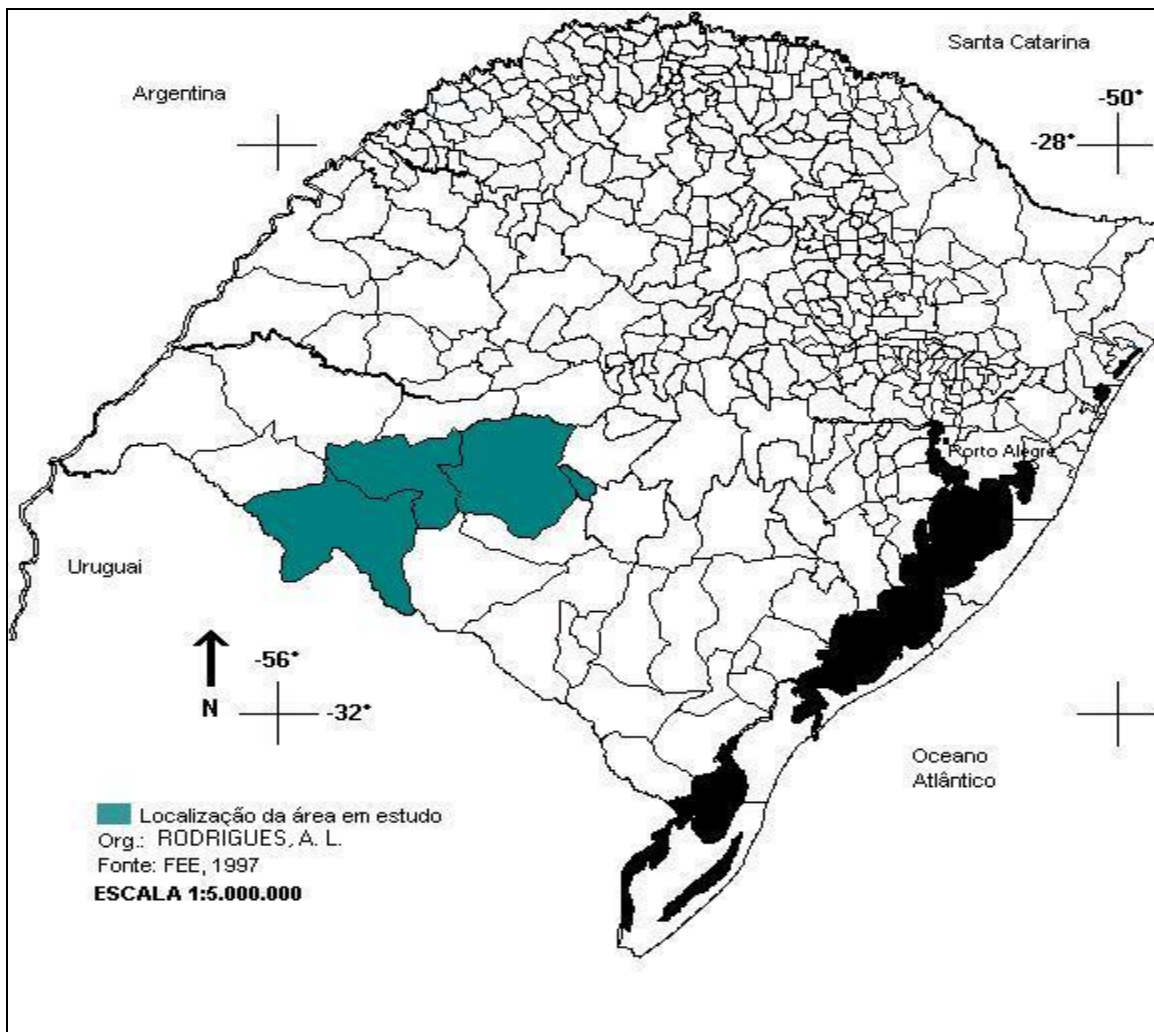 Santa Catarina
Argentina
-50°
-28°
Porto Alegre
Uruguai
-56°
N
-32°
Oceano
Atlântico
Localização da área em estudo
Org.: RODRIGUES, A. L.
Fonte: FEE, 1997
ESCALA 1:5.000.000